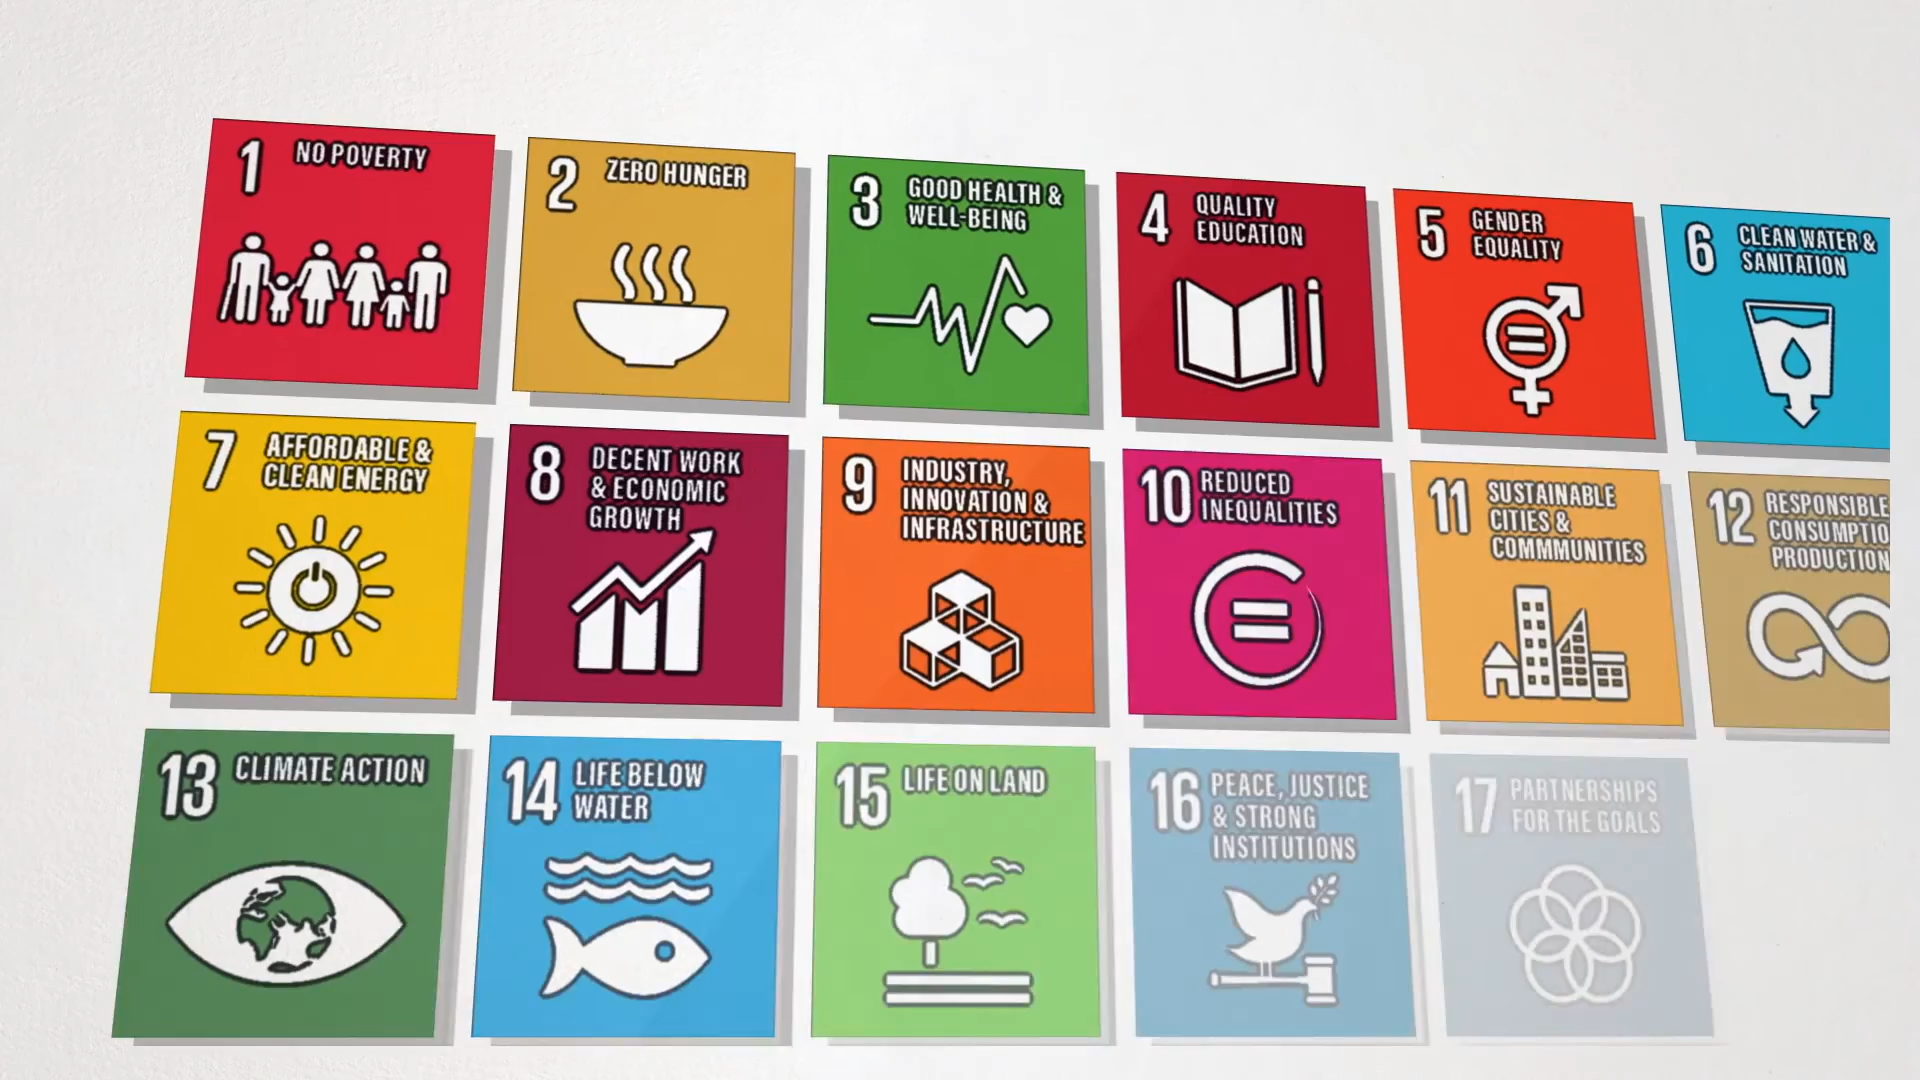 1 NO POVERTY
2 ZERO HUNGER
3 GOOD HEALTH &
WELL-BEING
4 QUALITY
EDUCATION
5 GENDER
EQUALITY
6 CLEAN WATER &
SANITATION
7 AFFORDABLE &
CLEAN ENERGY
8 DECENT WORK
& ECONOMIC
GROWTH
9 INDUSTRY,
INNOVATION &
INFRASTRUCTURE
10 REDUCED
INEQUALITIES
11 SUSTAINABLE
CITIES &
COMMMUNITIES
12 RESPONSIBLE
CONSUMPTIO
PRODUCTION
13 CLIMATE ACTION
14 LIFE BELOW
WATER
15 LIFE ON LAND
16 PEACE, JUSTICE
& STRONG
INSTITUTIONS
17 PARTNERSHIPS
FOR THE GOALS